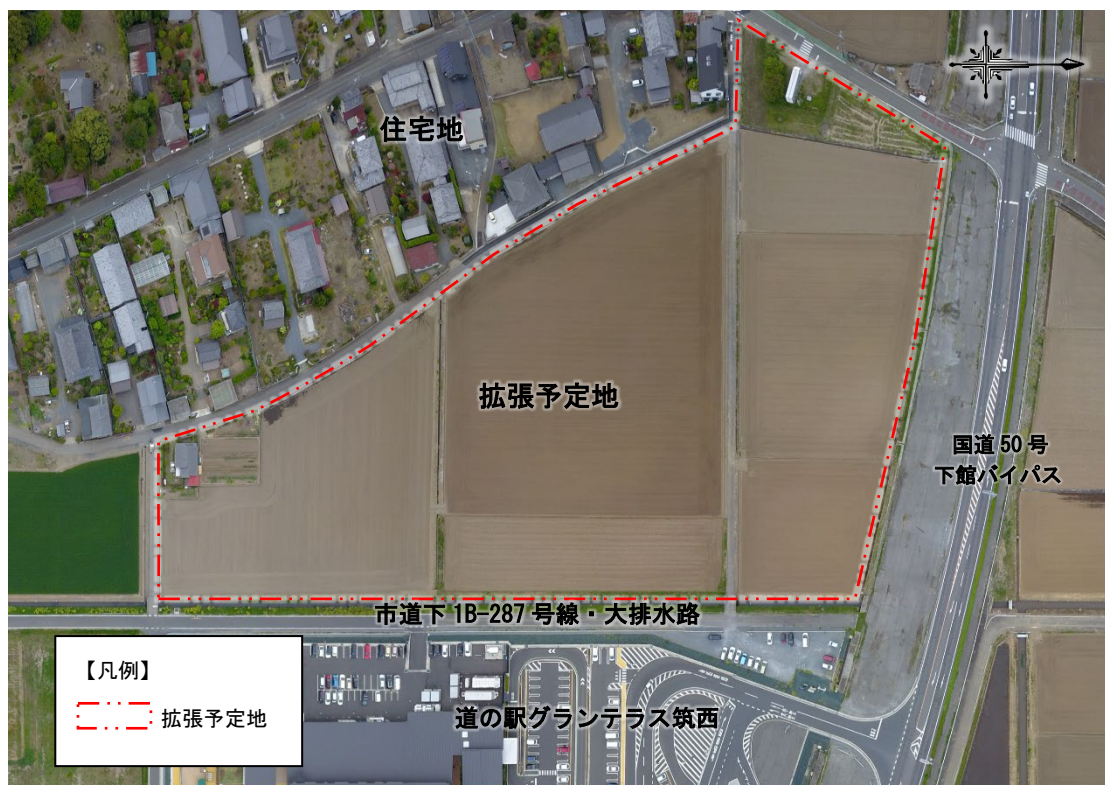 住宅地
拡張予定地
国道 50 号
下館バイパス
市道下 1B-287 号線・大排水路
【凡例】
拡張予定地
道の駅グランテラス筑西